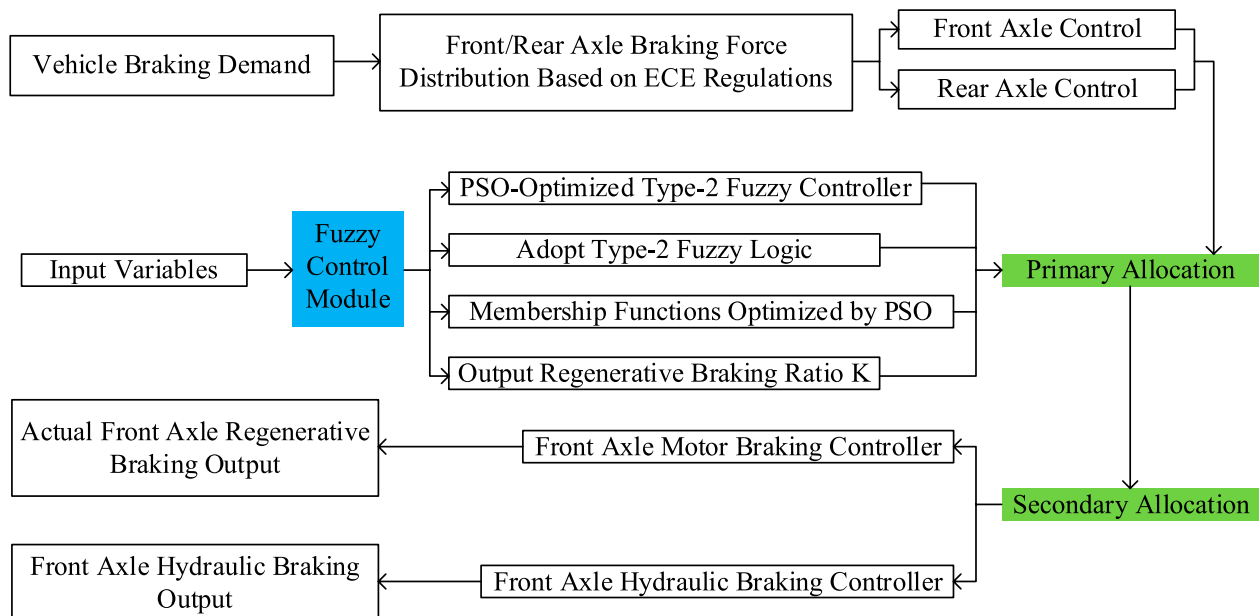 Vehicle Braking Demand
Front/Rear Axle Braking Force
Distribution Based on ECE Regulations
Front Axle Control
Rear Axle Control
Input Variables
Fuzzy
Control
Module
PSO-Optimized Type-2 Fuzzy Controller
Adopt Type-2 Fuzzy Logic
Membership Functions Optimized by PSO
Output Regenerative Braking Ratio K
Primary Allocation
Secondary Allocation
Front Axle Motor Braking Controller
Actual Front Axle Regenerative
Braking Output
Front Axle Hydraulic Braking Controller
Front Axle Hydraulic Braking
Output